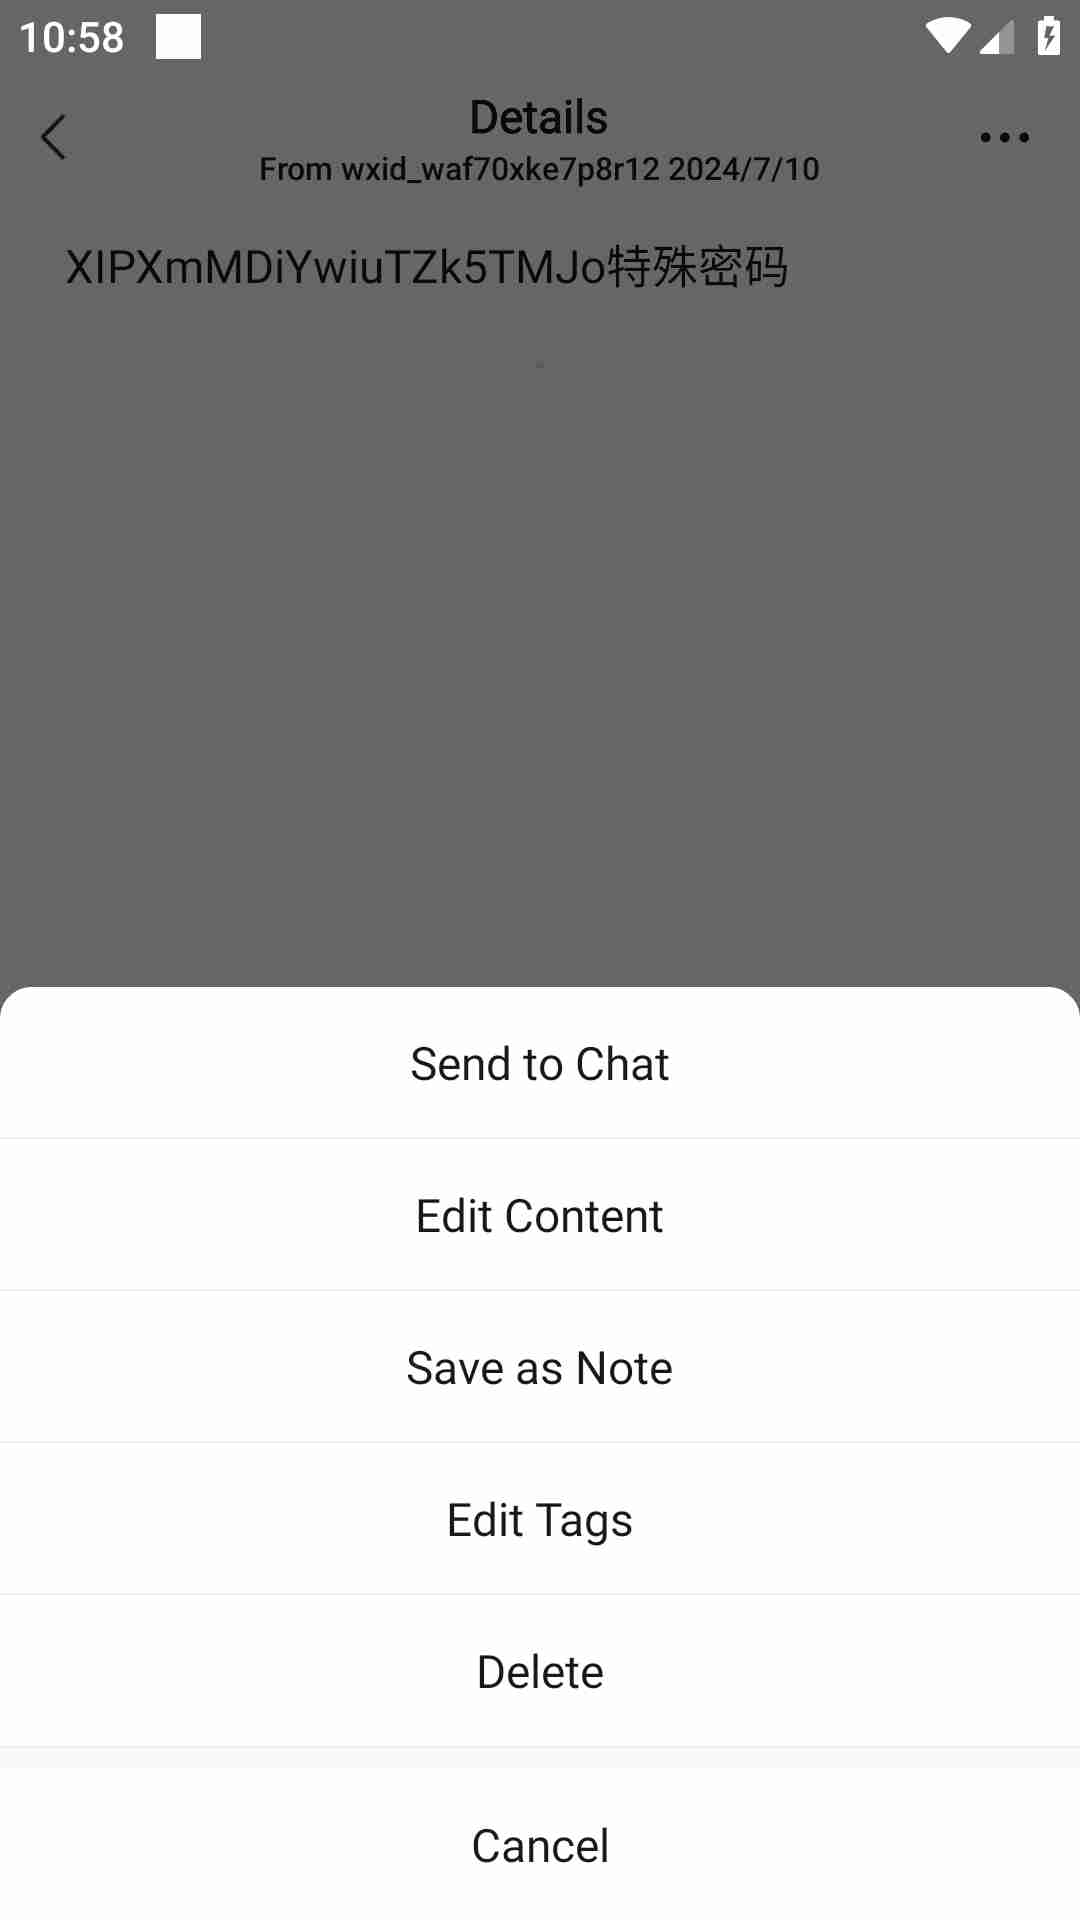 10:58
Details
From wxid_waf70xke7p8r12 2024/7/10
XIPXmMDiYwiuTZk5TMJo特殊密码
Send to Chat
Edit Content
Save as Note
Edit Tags
Delete
Cancel